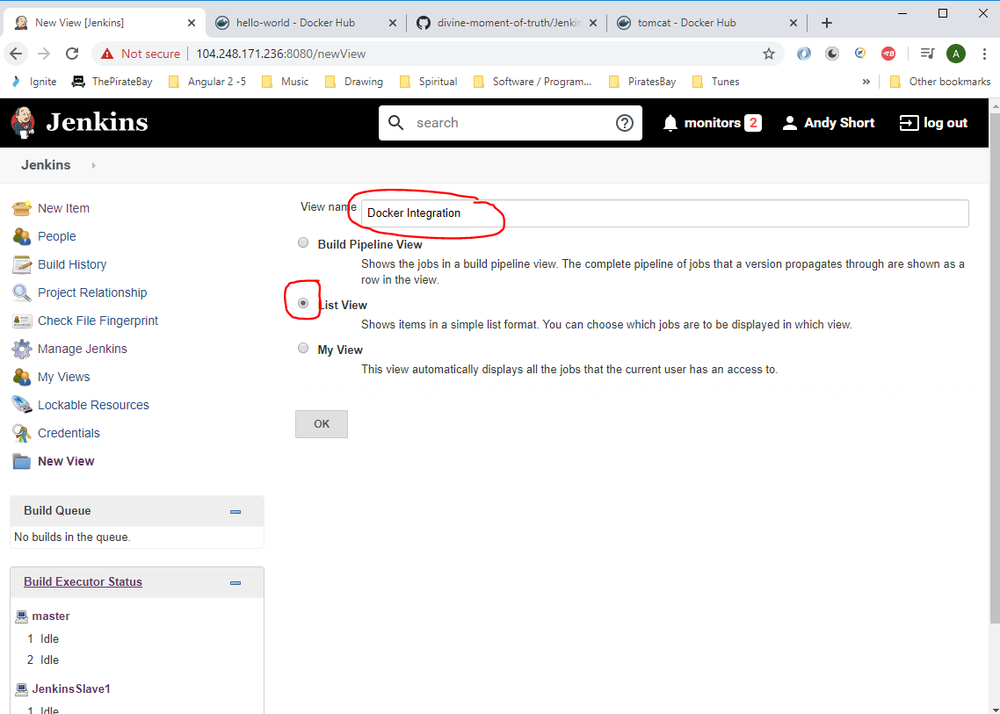 New View [Jenkins]
hello-world - Docker Hub
divine-moment-of-truth/Jenkin
tomcat - Docker Hub
Not secure
104.248.171.236:8080/newView
A
Ignite
ThePirateBay
Angular 2 -5
Music
Drawing
Spiritual
Software / Program...
PiratesBay
Tunes
»
Other bookmarks
Jenkins
search
?
monitors 2
Andy Short
log out
Jenkins
New Item
People
Build History
Project Relationship
Check File Fingerprint
Manage Jenkins
My Views
Lockable Resources
Credentials
New View
View name
Docker Integration
Build Pipeline View
Shows the jobs in a build pipeline view. The complete pipeline of jobs that a version propagates through are shown as a
row in the view.
List View
Shows items in a simple list format. You can choose which jobs are to be displayed in which view.
My View
This view automatically displays all the jobs that the current user has an access to.
OK
Build Queue
No builds in the queue.
Build Executor Status
master
1 Idle
2 Idle
JenkinsSlave1
1 Idle